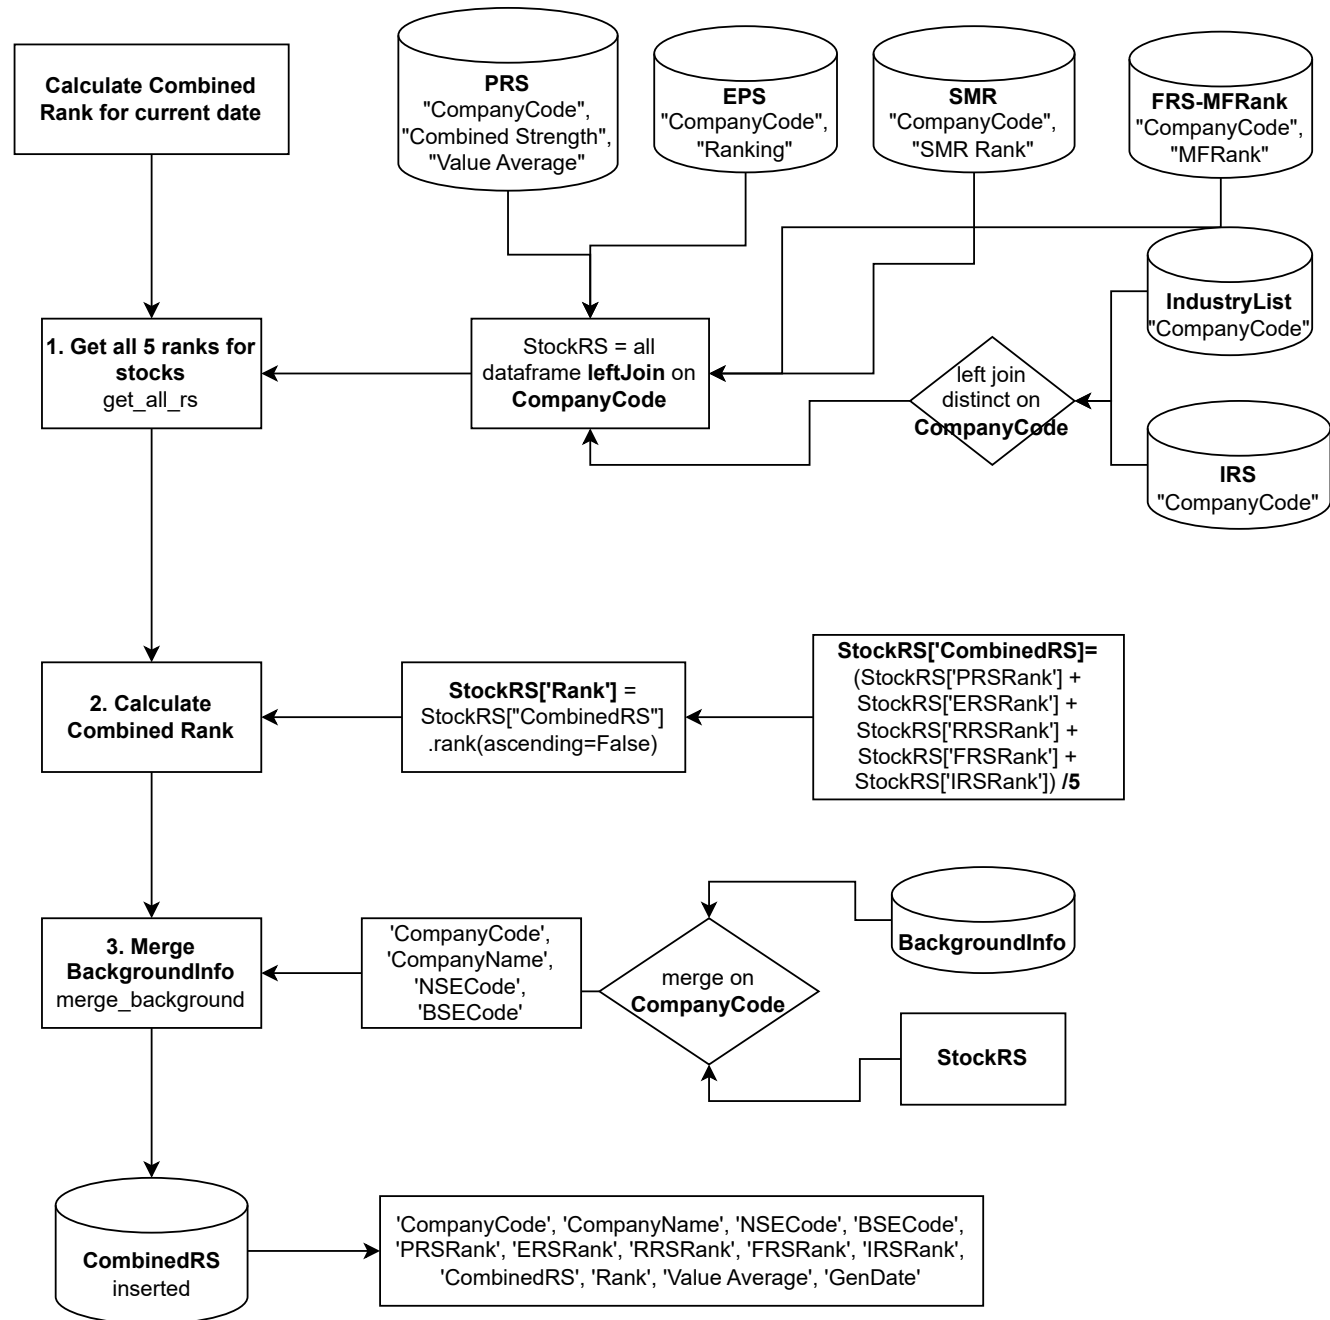 Calculate Combined
Rank for current date
PRS
"CompanyCode",
"Combined Strength",
"Value Average"
EPS
"CompanyCode",
"Ranking"
SMR
"CompanyCode",
"SMR Rank"
FRS-MFRank
"CompanyCode",
"MFRank"
IndustryList
"CompanyCode"
1. Get all 5 ranks for
stocks
get_all_rs
StockRS = all
dataframe leftJoin on
CompanyCode
left join
distinct on
CompanyCode
IRS
"CompanyCode"
2. Calculate
Combined Rank
StockRS['Rank'] =
StockRS["CombinedRS"]
.rank(ascending=False)
StockRS['CombinedRS]=
(StockRS['PRSRank'] +
StockRS['ERSRank'] +
StockRS['RRSRank'] +
StockRS['FRSRank'] +
StockRS['IRSRank']) /5
3. Merge
BackgroundInfo
merge_background
'CompanyCode',
'CompanyName',
'NSECode',
'BSECode'
merge on
CompanyCode
BackgroundInfo
StockRS
CombinedRS
inserted
'CompanyCode', 'CompanyName', 'NSECode', 'BSECode',
'PRSRank', 'ERSRank', 'RRSRank', 'FRSRank', 'IRSRank',
'CombinedRS', 'Rank', 'Value Average', 'GenDate'